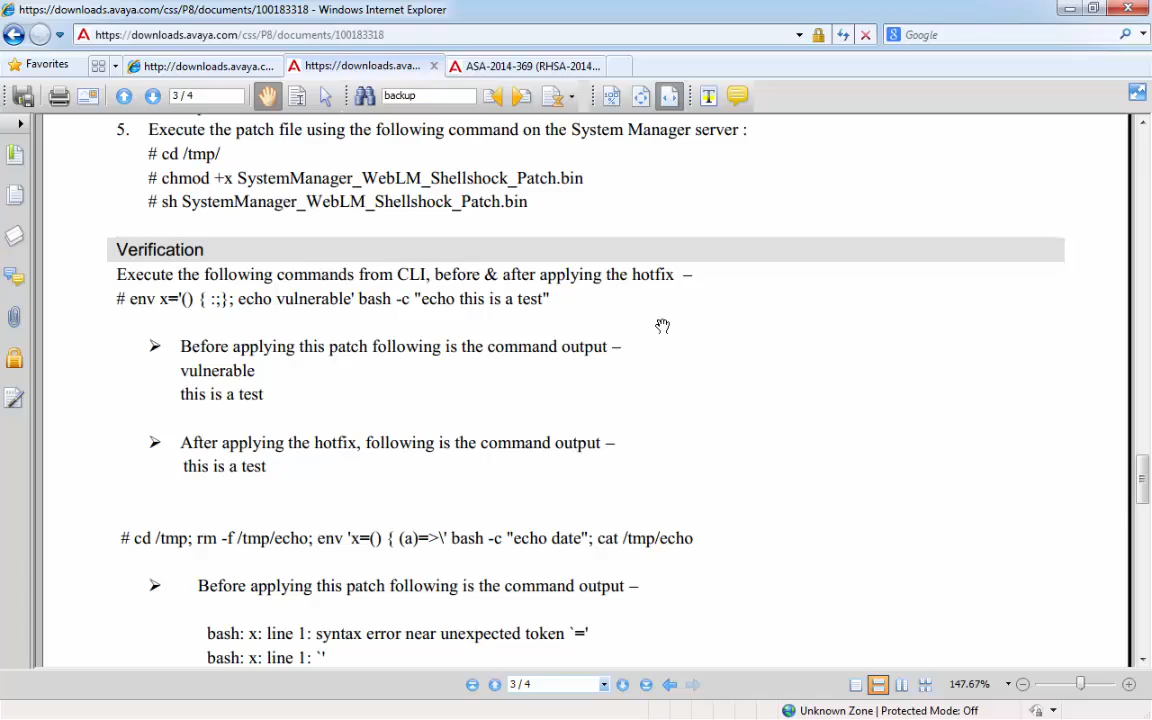 https://downloads.avaya.com/css/P8/documents/100183318 - Windows Internet Explorer
https://downloads.avaya.com/css/P8/documents/100183318
Google
Favorites
http://downloads.avaya.c...
https://downloads.ava...
ASA-2014-369 (RHSA-2014...
3 / 4
backup
5. Execute the patch file using the following command on the System Manager server :
# cd /tmp/
# chmod +x SystemManager_WebLM_Shellshock_Patch.bin
# sh SystemManager_WebLM_Shellshock_Patch.bin
Verification
Execute the following commands from CLI, before & after applying the hotfix –
# env x='() { :;}; echo vulnerable' bash -c "echo this is a test"
Before applying this patch following is the command output –
vulnerable
this is a test
After applying the hotfix, following is the command output –
this is a test
# cd /tmp; rm -f /tmp/echo; env 'x=() { (a)=>\' bash -c "echo date"; cat /tmp/echo
Before applying this patch following is the command output –
bash: x: line 1: syntax error near unexpected token `='
bash: x: line 1: `'
3 / 4
147.67%
Unknown Zone | Protected Mode: Off